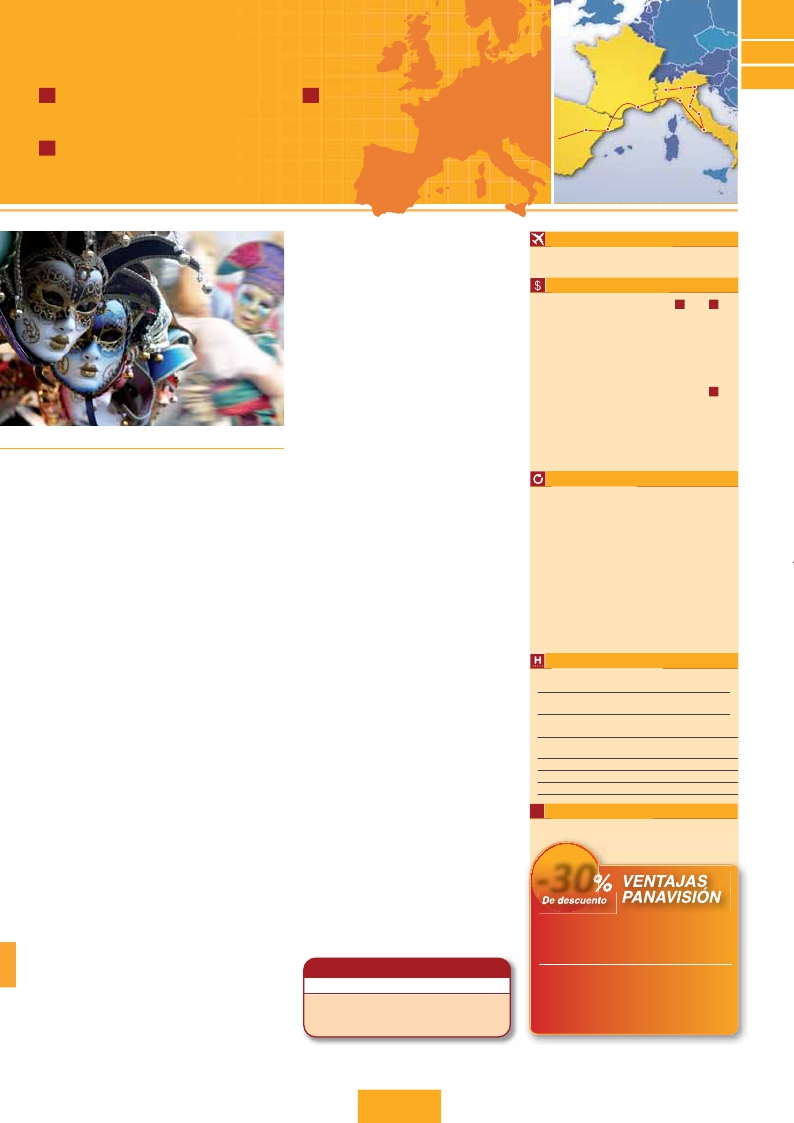 $
H
-30% VENTAJAS
De descuento PANAVISIÓN